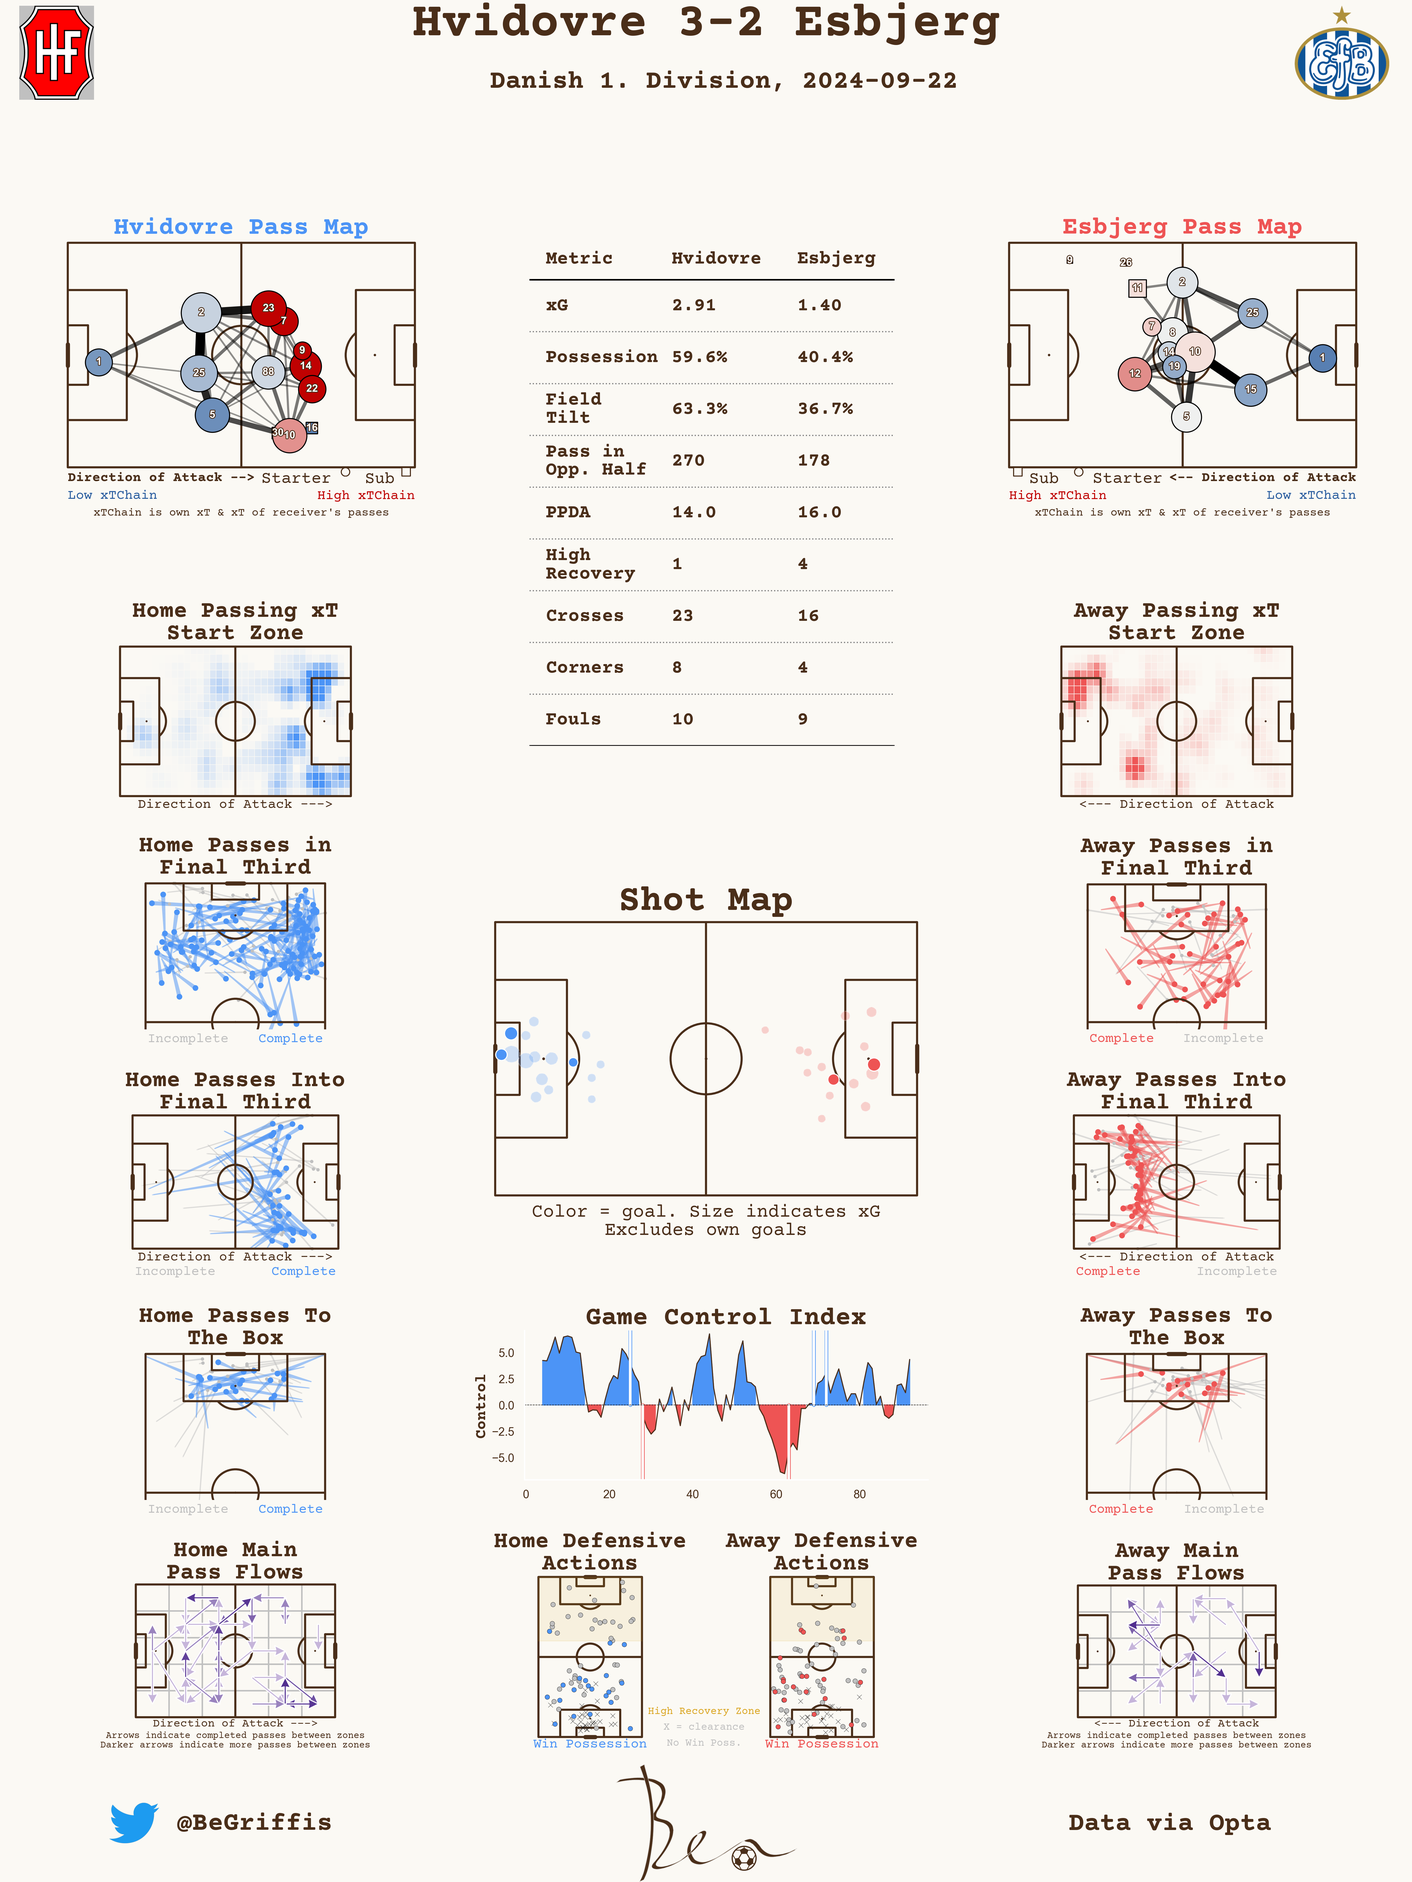 Hvidovre 3-2 Esbjerg
Danish 1. Division, 2024-09-22
HIF
EfB
Hvidovre Pass Map
2
23
7
9
14
1
25
88
22
5
30
10
16
Direction of Attack --> Starter Sub
Low xTChain High xTChain
xTChain is own xT & xT of receiver's passes
Metric Hvidovre Esbjerg
xG 2.91 1.40
Possession 59.6% 40.4%
Field
Tilt 63.3% 36.7%
Pass in
Opp. Half 270 178
PPDA 14.0 16.0
High
Recovery 1 4
Crosses 23 16
Corners 8 4
Fouls 10 9
Esbjerg Pass Map
9
26
11
2
25
7
8
14
10
1
12
19
15
5
Sub Starter <-- Direction of Attack
High xTChain Low xTChain
xTChain is own xT & xT of receiver's passes
Home Passing xT
Start Zone
Direction of Attack --->
Away Passing xT
Start Zone
<--- Direction of Attack
Home Passes in
Final Third
Incomplete Complete
Away Passes in
Final Third
Complete Incomplete
Shot Map
Color = goal. Size indicates xG
Excludes own goals
Home Passes Into
Final Third
Direction of Attack --->
Incomplete Complete
Away Passes Into
Final Third
<--- Direction of Attack
Complete Incomplete
Home Passes To
The Box
Incomplete Complete
Game Control Index
Control
5.0
2.5
0.0
−2.5
−5.0
0 20 40 60 80
Away Passes To
The Box
Complete Incomplete
Home Main
Pass Flows
Direction of Attack --->
Arrows indicate completed passes between zones
Darker arrows indicate more passes between zones
Home Defensive
Actions
Win Possession
High Recovery Zone
X = clearance
No Win Poss.
Away Defensive
Actions
Win Possession
Away Main
Pass Flows
<--- Direction of Attack
Arrows indicate completed passes between zones
Darker arrows indicate more passes between zones
@BeGriffis
Ben
Data via Opta